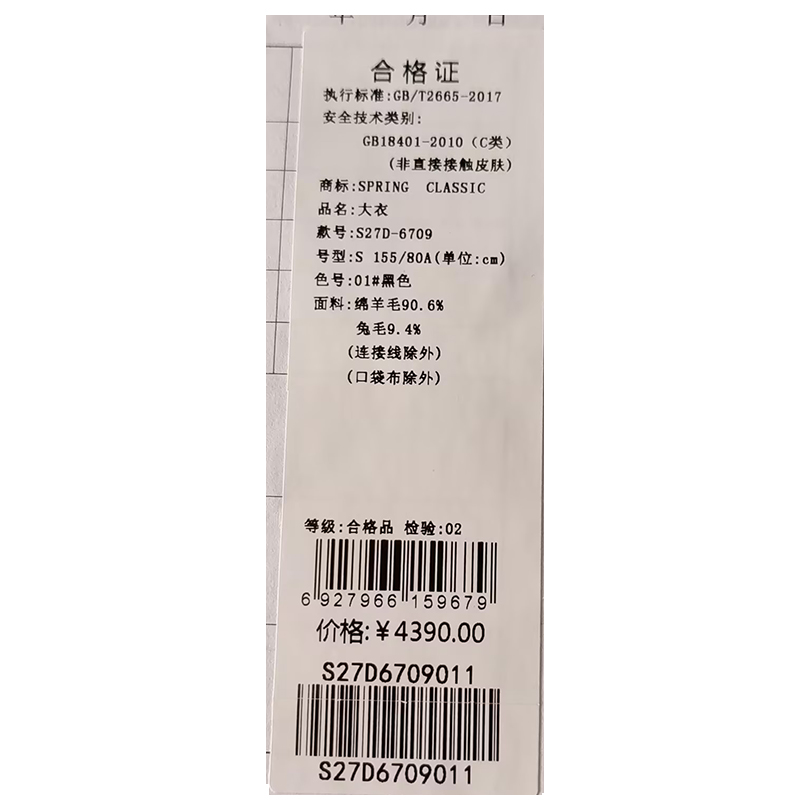 年 月 日
合格证
执行标准:GB/T2665-2017
安全技术类别:
GB18401-2010（C类）
(非直接接触皮肤)
商标:SPRING CLASSIC
品名:大衣
款号:S27D-6709
号型:S 155/80A(单位:cm)
色号:01#黑色
面料:绵羊毛90.6%
兔毛9.4%
(连接线除外)
(口袋布除外)
等级:合格品 检验:02
6 927966 159679
价格:￥4390.00
S27D6709011
S27D6709011